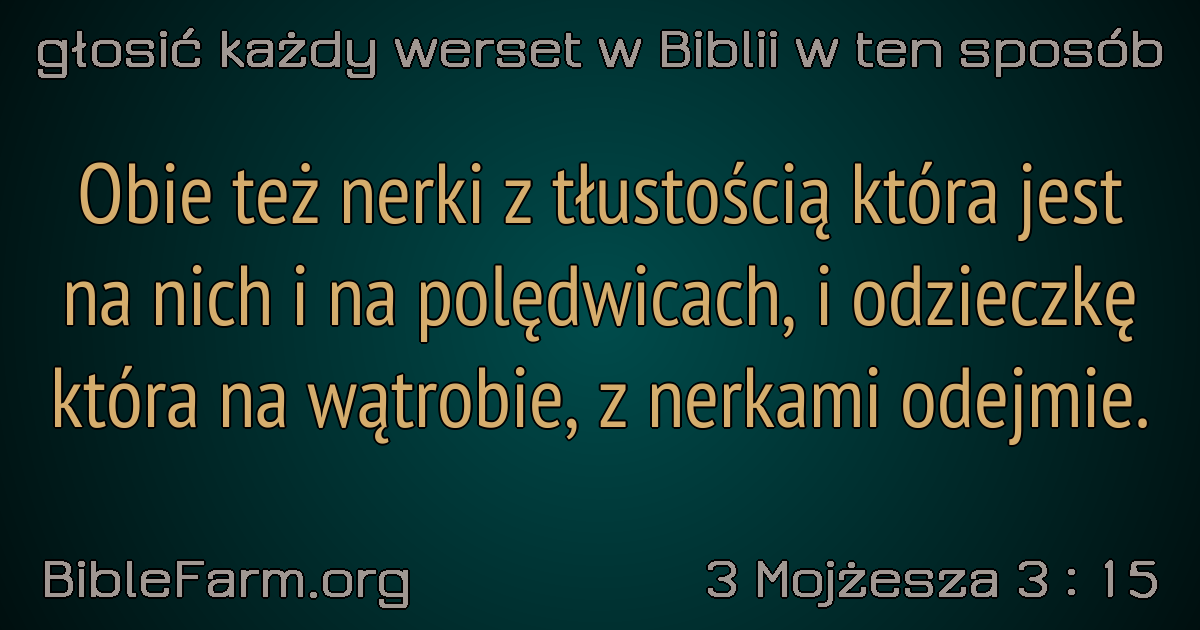 głosić każdy werset w Biblii w ten sposób
Obie też nerki z tłustością która jest
na nich i na polędwicach, i odzieczkę
która na wątrobie, z nerkami odejmie.
BibleFarm.org
3 Mojżesza 3 : 15